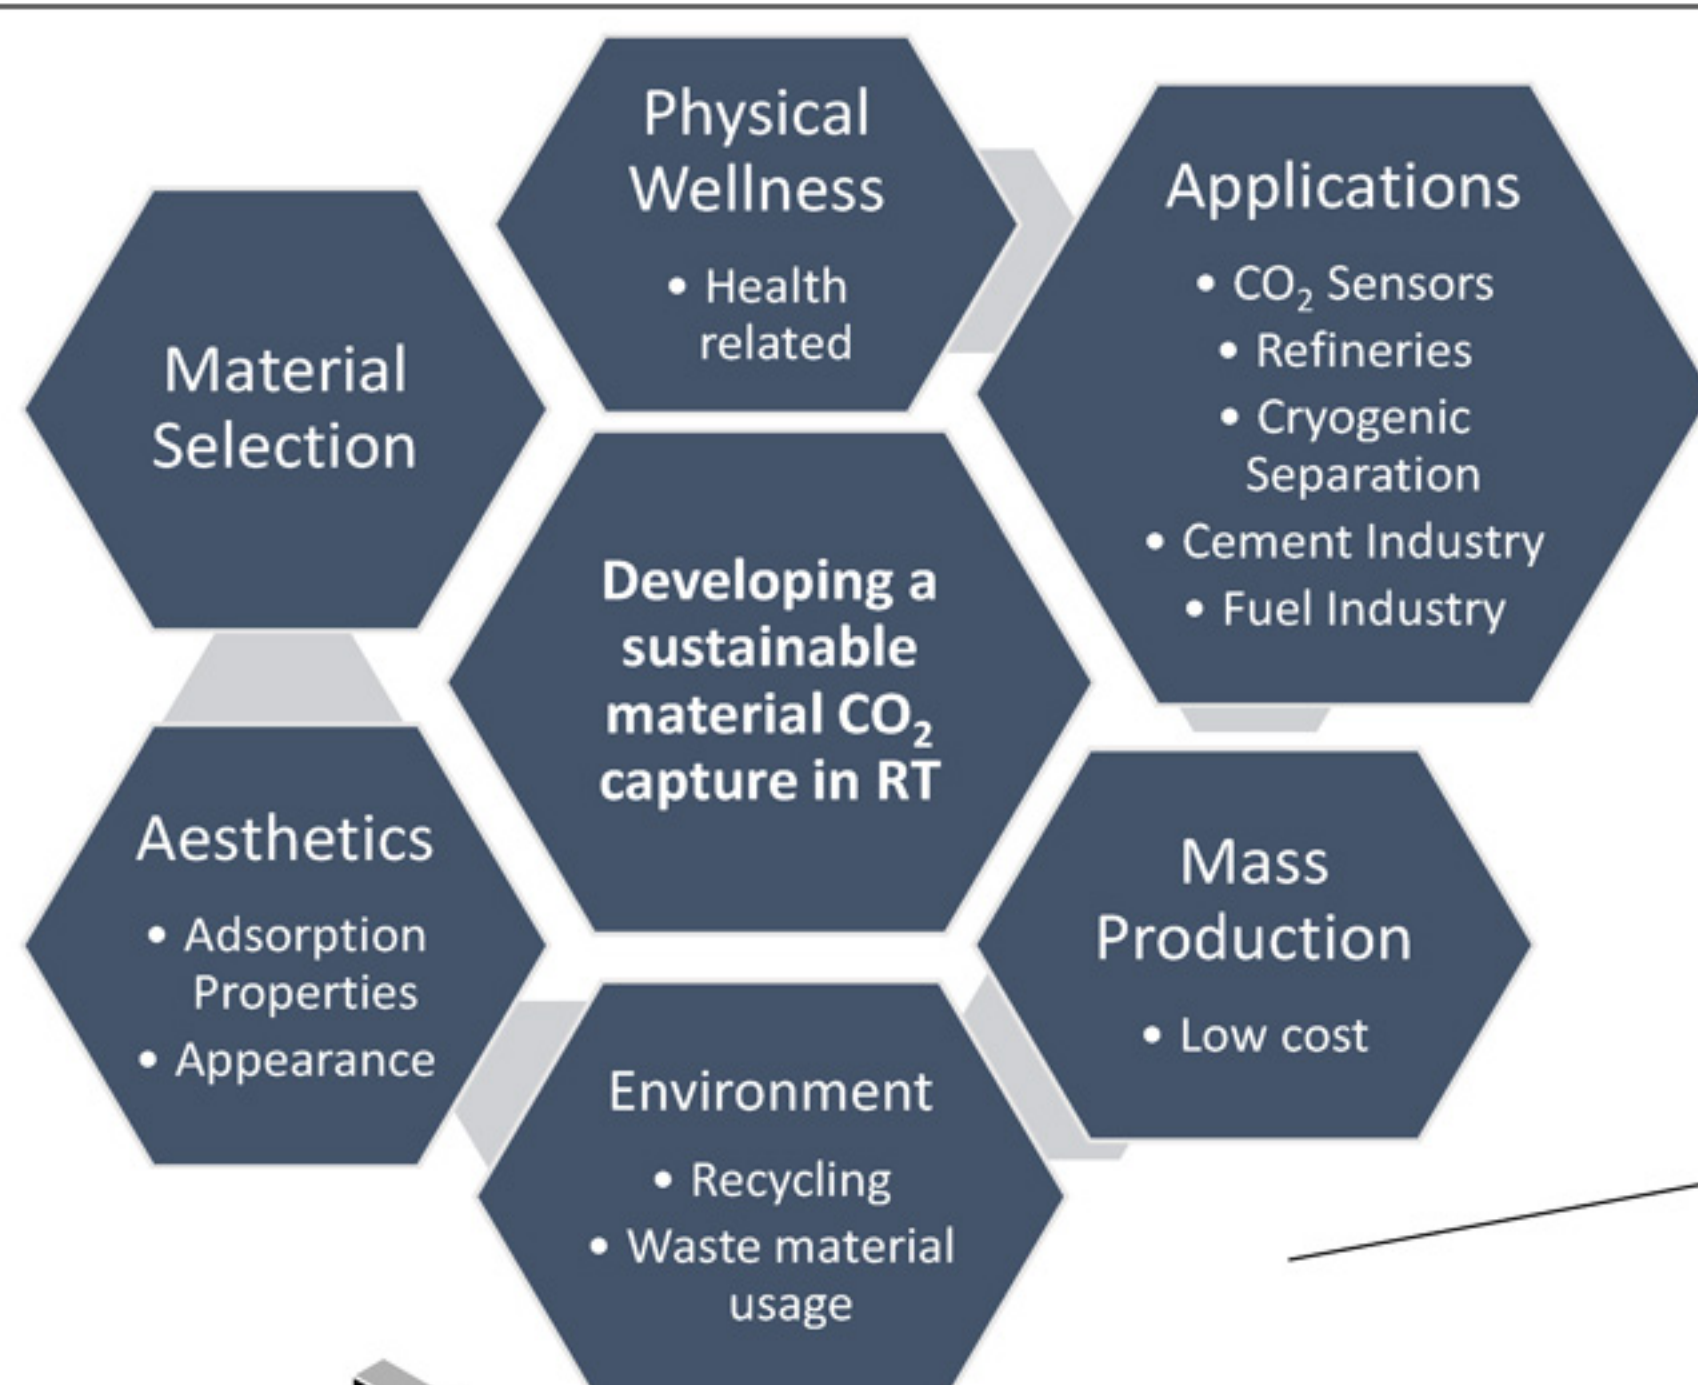 Physical
Wellness
• Health
related
Applications
• CO₂ Sensors
• Refineries
• Cryogenic
Separation
• Cement Industry
• Fuel Industry
Material
Selection
Developing a
sustainable
material CO₂
capture in RT
Aesthetics
• Adsorption
Properties
• Appearance
Mass
Production
• Low cost
Environment
• Recycling
• Waste material
usage